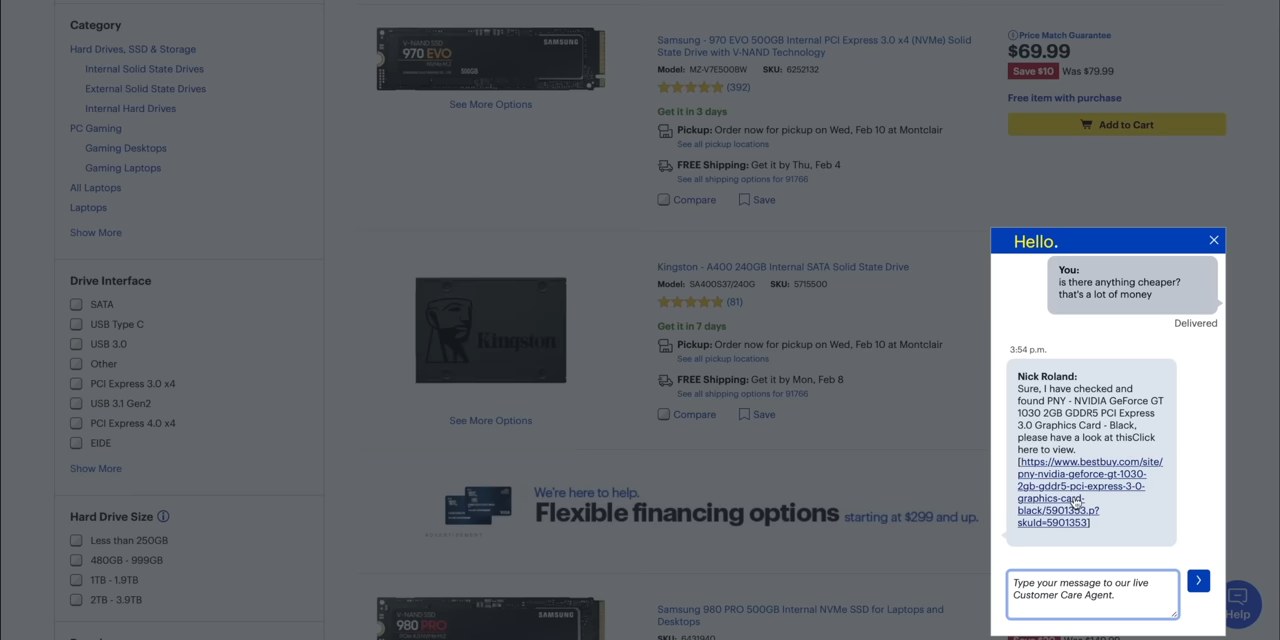 Category
Hard Drives, SSD & Storage
Internal Solid State Drives
External Solid State Drives
Internal Hard Drives
PC Gaming
Gaming Desktops
Gaming Laptops
All Laptops
Laptops
Show More
Drive Interface
SATA
USB Type C
USB 3.0
Other
PCI Express 3.0 x4
USB 3.1 Gen2
PCI Express 4.0 x4
EIDE
Show More
Hard Drive Size
Less than 250GB
480GB - 999GB
1TB - 1.9TB
2TB - 3.9TB
V-NAND SSD
970 EVO
500GB
SAMSUNG
See More Options
Samsung - 970 EVO 500GB Internal PCI Express 3.0 x4 (NVMe) Solid
State Drive with V-NAND Technology
Model: MZ-V7E500BW SKU: 6252132
(392)
Get it in 3 days
Pickup: Order now for pickup on Wed, Feb 10 at Montclair
See all pickup locations
FREE Shipping: Get it by Thu, Feb 4
See all shipping options for 91766
Compare Save
Price Match Guarantee
$69.99
Save $10 Was $79.99
Free item with purchase
Add to Cart
Kingston
See More Options
Kingston - A400 240GB Internal SATA Solid State Drive
Model: SA400S37/240G SKU: 5715500
(81)
Get it in 7 days
Pickup: Order now for pickup on Wed, Feb 10 at Montclair
See all pickup locations
FREE Shipping: Get it by Mon, Feb 8
See all shipping options for 91766
Compare Save
We're here to help.
Flexible financing options starting at $299 and up.
ADVERTISEMENT
V-NAND SSD
980 PRO
SAMSUNG
Samsung 980 PRO 500GB Internal NVMe SSD for Laptops and
Desktops
Hello.
You:
is there anything cheaper?
that's a lot of money
Delivered
3:54 p.m.
Nick Roland:
Sure, I have checked and
found PNY - NVIDIA GeForce GT
1030 2GB GDDR5 PCI Express
3.0 Graphics Card - Black,
please have a look at thisClick
here to view.
[https://www.bestbuy.com/site/
pny-nvidia-geforce-gt-1030-
2gb-gddr5-pci-express-3-0-
graphics-card-
black/5901353.p?
skuId=5901353]
Type your message to our live
Customer Care Agent.
Help